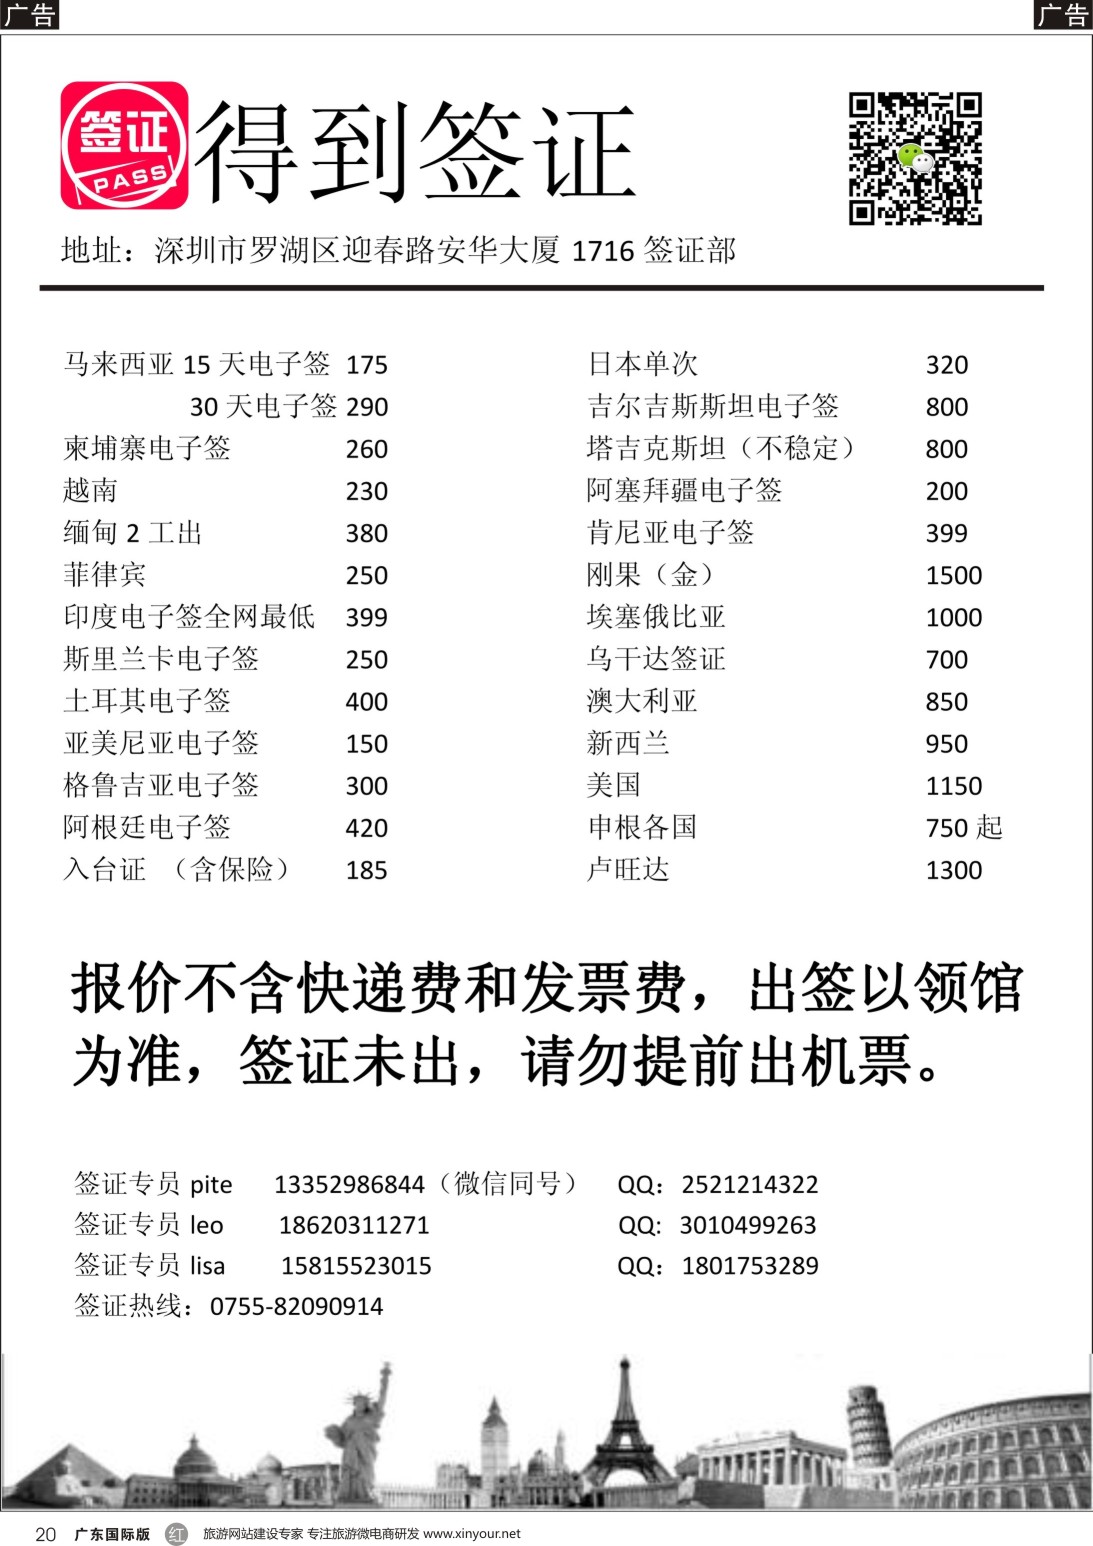 广告
广告
签证
PASS
得到签证
地址：深圳市罗湖区迎春路安华大厦 1716 签证部
马来西亚 15 天电子签 175
30 天电子签 290
柬埔寨电子签 260
越南 230
缅甸 2 工出 380
菲律宾 250
印度电子签全网最低 399
斯里兰卡电子签 250
土耳其电子签 400
亚美尼亚电子签 150
格鲁吉亚电子签 300
阿根廷电子签 420
入台证 （含保险） 185
日本单次 320
吉尔吉斯斯坦电子签 800
塔吉克斯坦（不稳定） 800
阿塞拜疆电子签 200
肯尼亚电子签 399
刚果（金） 1500
埃塞俄比亚 1000
乌干达签证 700
澳大利亚 850
新西兰 950
美国 1150
申根各国 750 起
卢旺达 1300
报价不含快递费和发票费，出签以领馆
为准，签证未出，请勿提前出机票。
签证专员 pite 13352986844（微信同号） QQ：2521214322
签证专员 leo 18620311271 QQ: 3010499263
签证专员 lisa 15815523015 QQ：1801753289
签证热线：0755-82090914
20 广东国际版 红 旅游网站建设专家 专注旅游微电商研发 www.xinyour.net